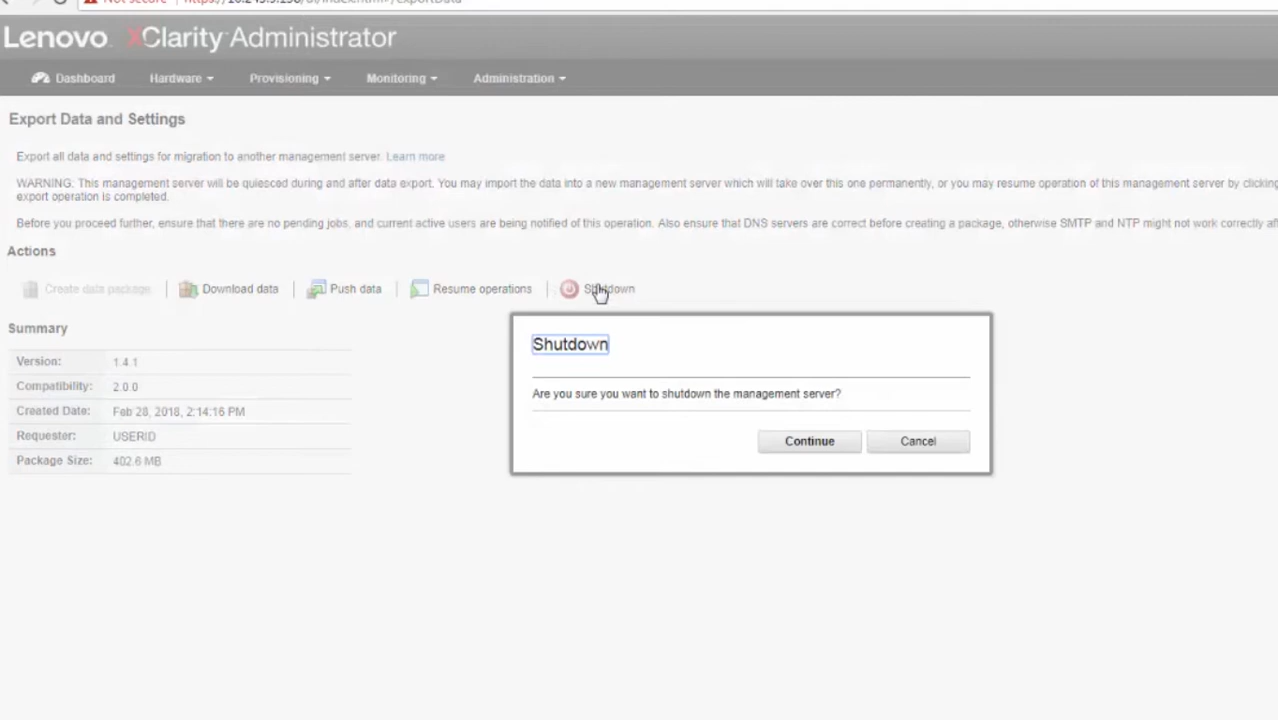 Not secure
Lenovo XClarity Administrator
Dashboard Hardware Provisioning Monitoring Administration
Export Data and Settings
Export all data and settings for migration to another management server. Learn more
WARNING: This management server will be quiesced during and after data export. You may import the data into a new management server which will take over this one permanently, or you may resume operation of this management server by clicking
export operation is completed.
Before you proceed further, ensure that there are no pending jobs, and current active users are being notified of this operation. Also ensure that DNS servers are correct before creating a package, otherwise SMTP and NTP might not work correctly
Actions
Create data package Download data Push data Resume operations Shutdown
Summary
Shutdown
Version: 1.4.1
Compatibility: 2.0.0
Created Date: Feb 28, 2018, 2:14:16 PM
Requester: USERID
Package Size: 402.6 MB
Are you sure you want to shutdown the management server?
Continue Cancel